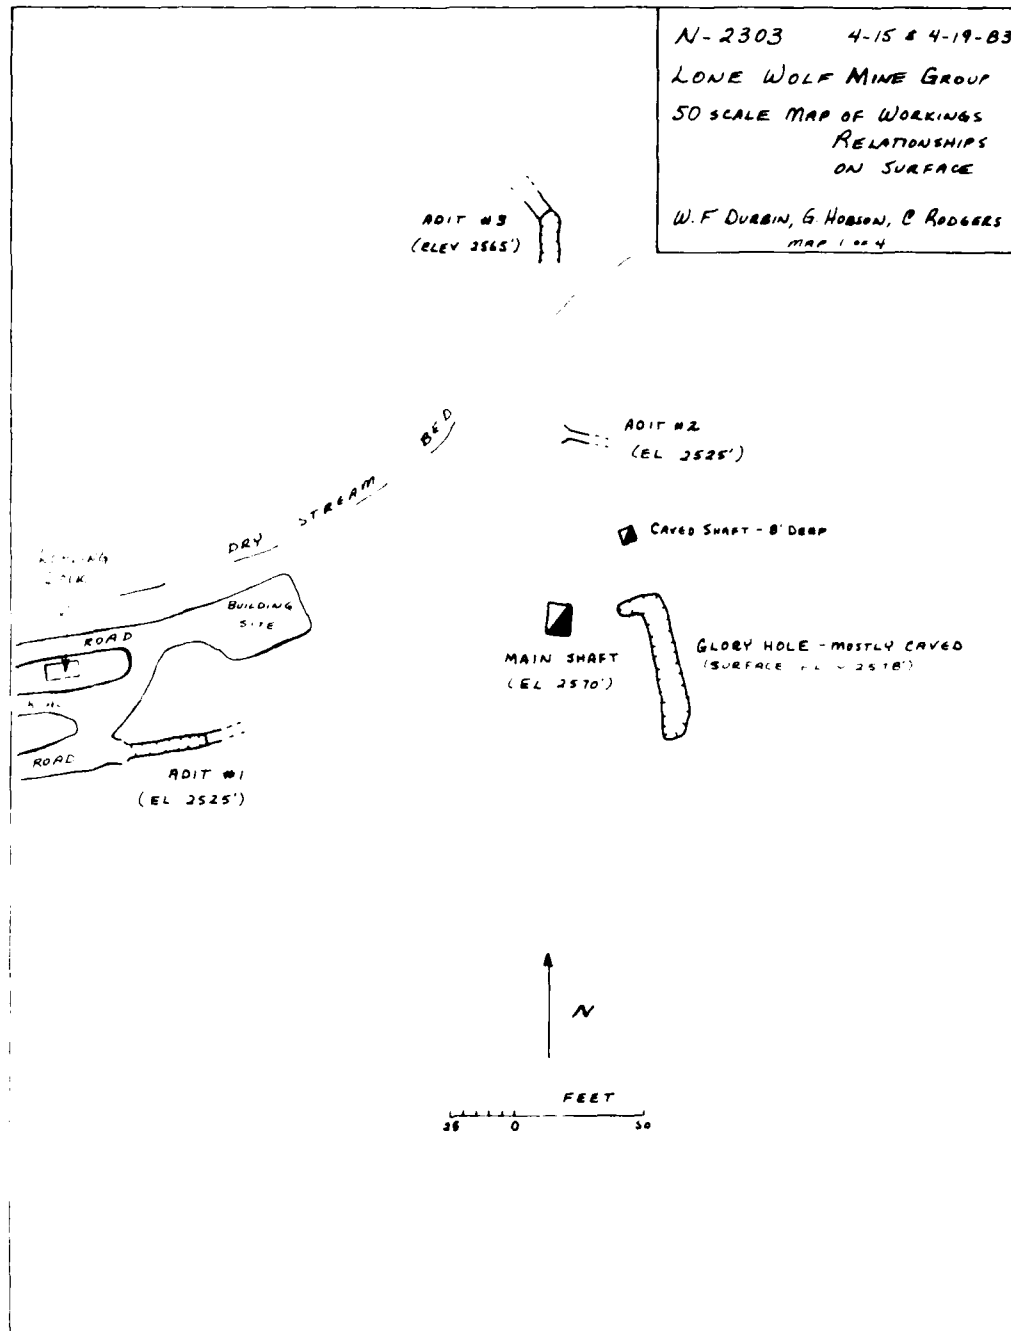 N-2303 4-15 & 4-19-83
LONE WOLF MINE GROUP
50 SCALE MAP OF WORKINGS
RELATIONSHIPS
ON SURFACE
W.F DURBIN, G. HOBSON, C RODGERS
MAP 1 OF 4
ADIT #3
(ELEV 2565')
ADIT #2
(EL 2525')
DRY STREAM BED
CAVED SHAFT - 8' DEEP
BUILDING
SITE
ROAD
MAIN SHAFT
(EL 2570')
GLORY HOLE - MOSTLY CAVED
(SURFACE 2578')
ROAD
ADIT #1
(EL 2525')
N
FEET
25 0 50